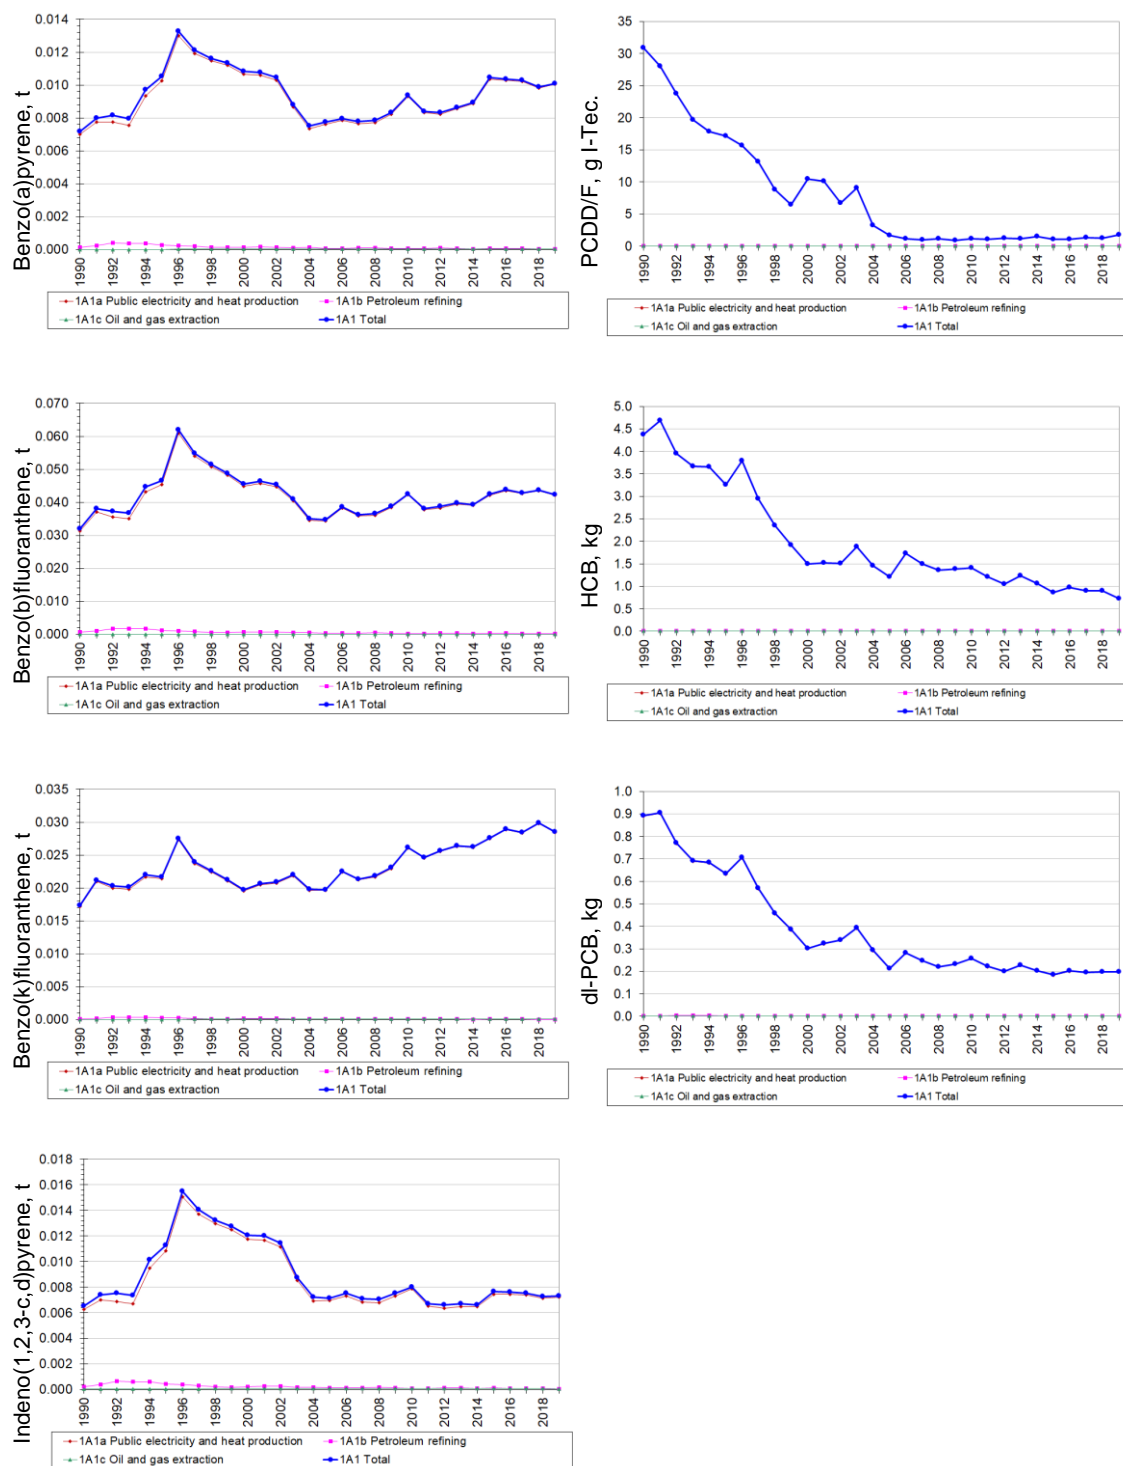 Benzo(a)pyrene, t
0.014
0.012
0.010
0.008
0.006
0.004
0.002
0.000
1990 1992 1994 1996 1998 2000 2002 2004 2006 2008 2010 2012 2014 2016 2018
1A1a Public electricity and heat production 1A1b Petroleum refining
1A1c Oil and gas extraction 1A1 Total
PCDD/F, g I-Tec.
35
30
25
20
15
10
5
0
1990 1992 1994 1996 1998 2000 2002 2004 2006 2008 2010 2012 2014 2016 2018
1A1a Public electricity and heat production 1A1b Petroleum refining
1A1c Oil and gas extraction 1A1 Total
Benzo(b)fluoranthene, t
0.070
0.060
0.050
0.040
0.030
0.020
0.010
0.000
1990 1992 1994 1996 1998 2000 2002 2004 2006 2008 2010 2012 2014 2016 2018
1A1a Public electricity and heat production 1A1b Petroleum refining
1A1c Oil and gas extraction 1A1 Total
HCB, kg
5.0
4.5
4.0
3.5
3.0
2.5
2.0
1.5
1.0
0.5
0.0
1990 1992 1994 1996 1998 2000 2002 2004 2006 2008 2010 2012 2014 2016 2018
1A1a Public electricity and heat production 1A1b Petroleum refining
1A1c Oil and gas extraction 1A1 Total
Benzo(k)fluoranthene, t
0.035
0.030
0.025
0.020
0.015
0.010
0.005
0.000
1990 1992 1994 1996 1998 2000 2002 2004 2006 2008 2010 2012 2014 2016 2018
1A1a Public electricity and heat production 1A1b Petroleum refining
1A1c Oil and gas extraction 1A1 Total
dl-PCB, kg
1.0
0.9
0.8
0.7
0.6
0.5
0.4
0.3
0.2
0.1
0.0
1990 1992 1994 1996 1998 2000 2002 2004 2006 2008 2010 2012 2014 2016 2018
1A1a Public electricity and heat production 1A1b Petroleum refining
1A1c Oil and gas extraction 1A1 Total
Indeno(1,2,3-c,d)pyrene, t
0.018
0.016
0.014
0.012
0.010
0.008
0.006
0.004
0.002
0.000
1990 1992 1994 1996 1998 2000 2002 2004 2006 2008 2010 2012 2014 2016 2018
1A1a Public electricity and heat production 1A1b Petroleum refining
1A1c Oil and gas extraction 1A1 Total